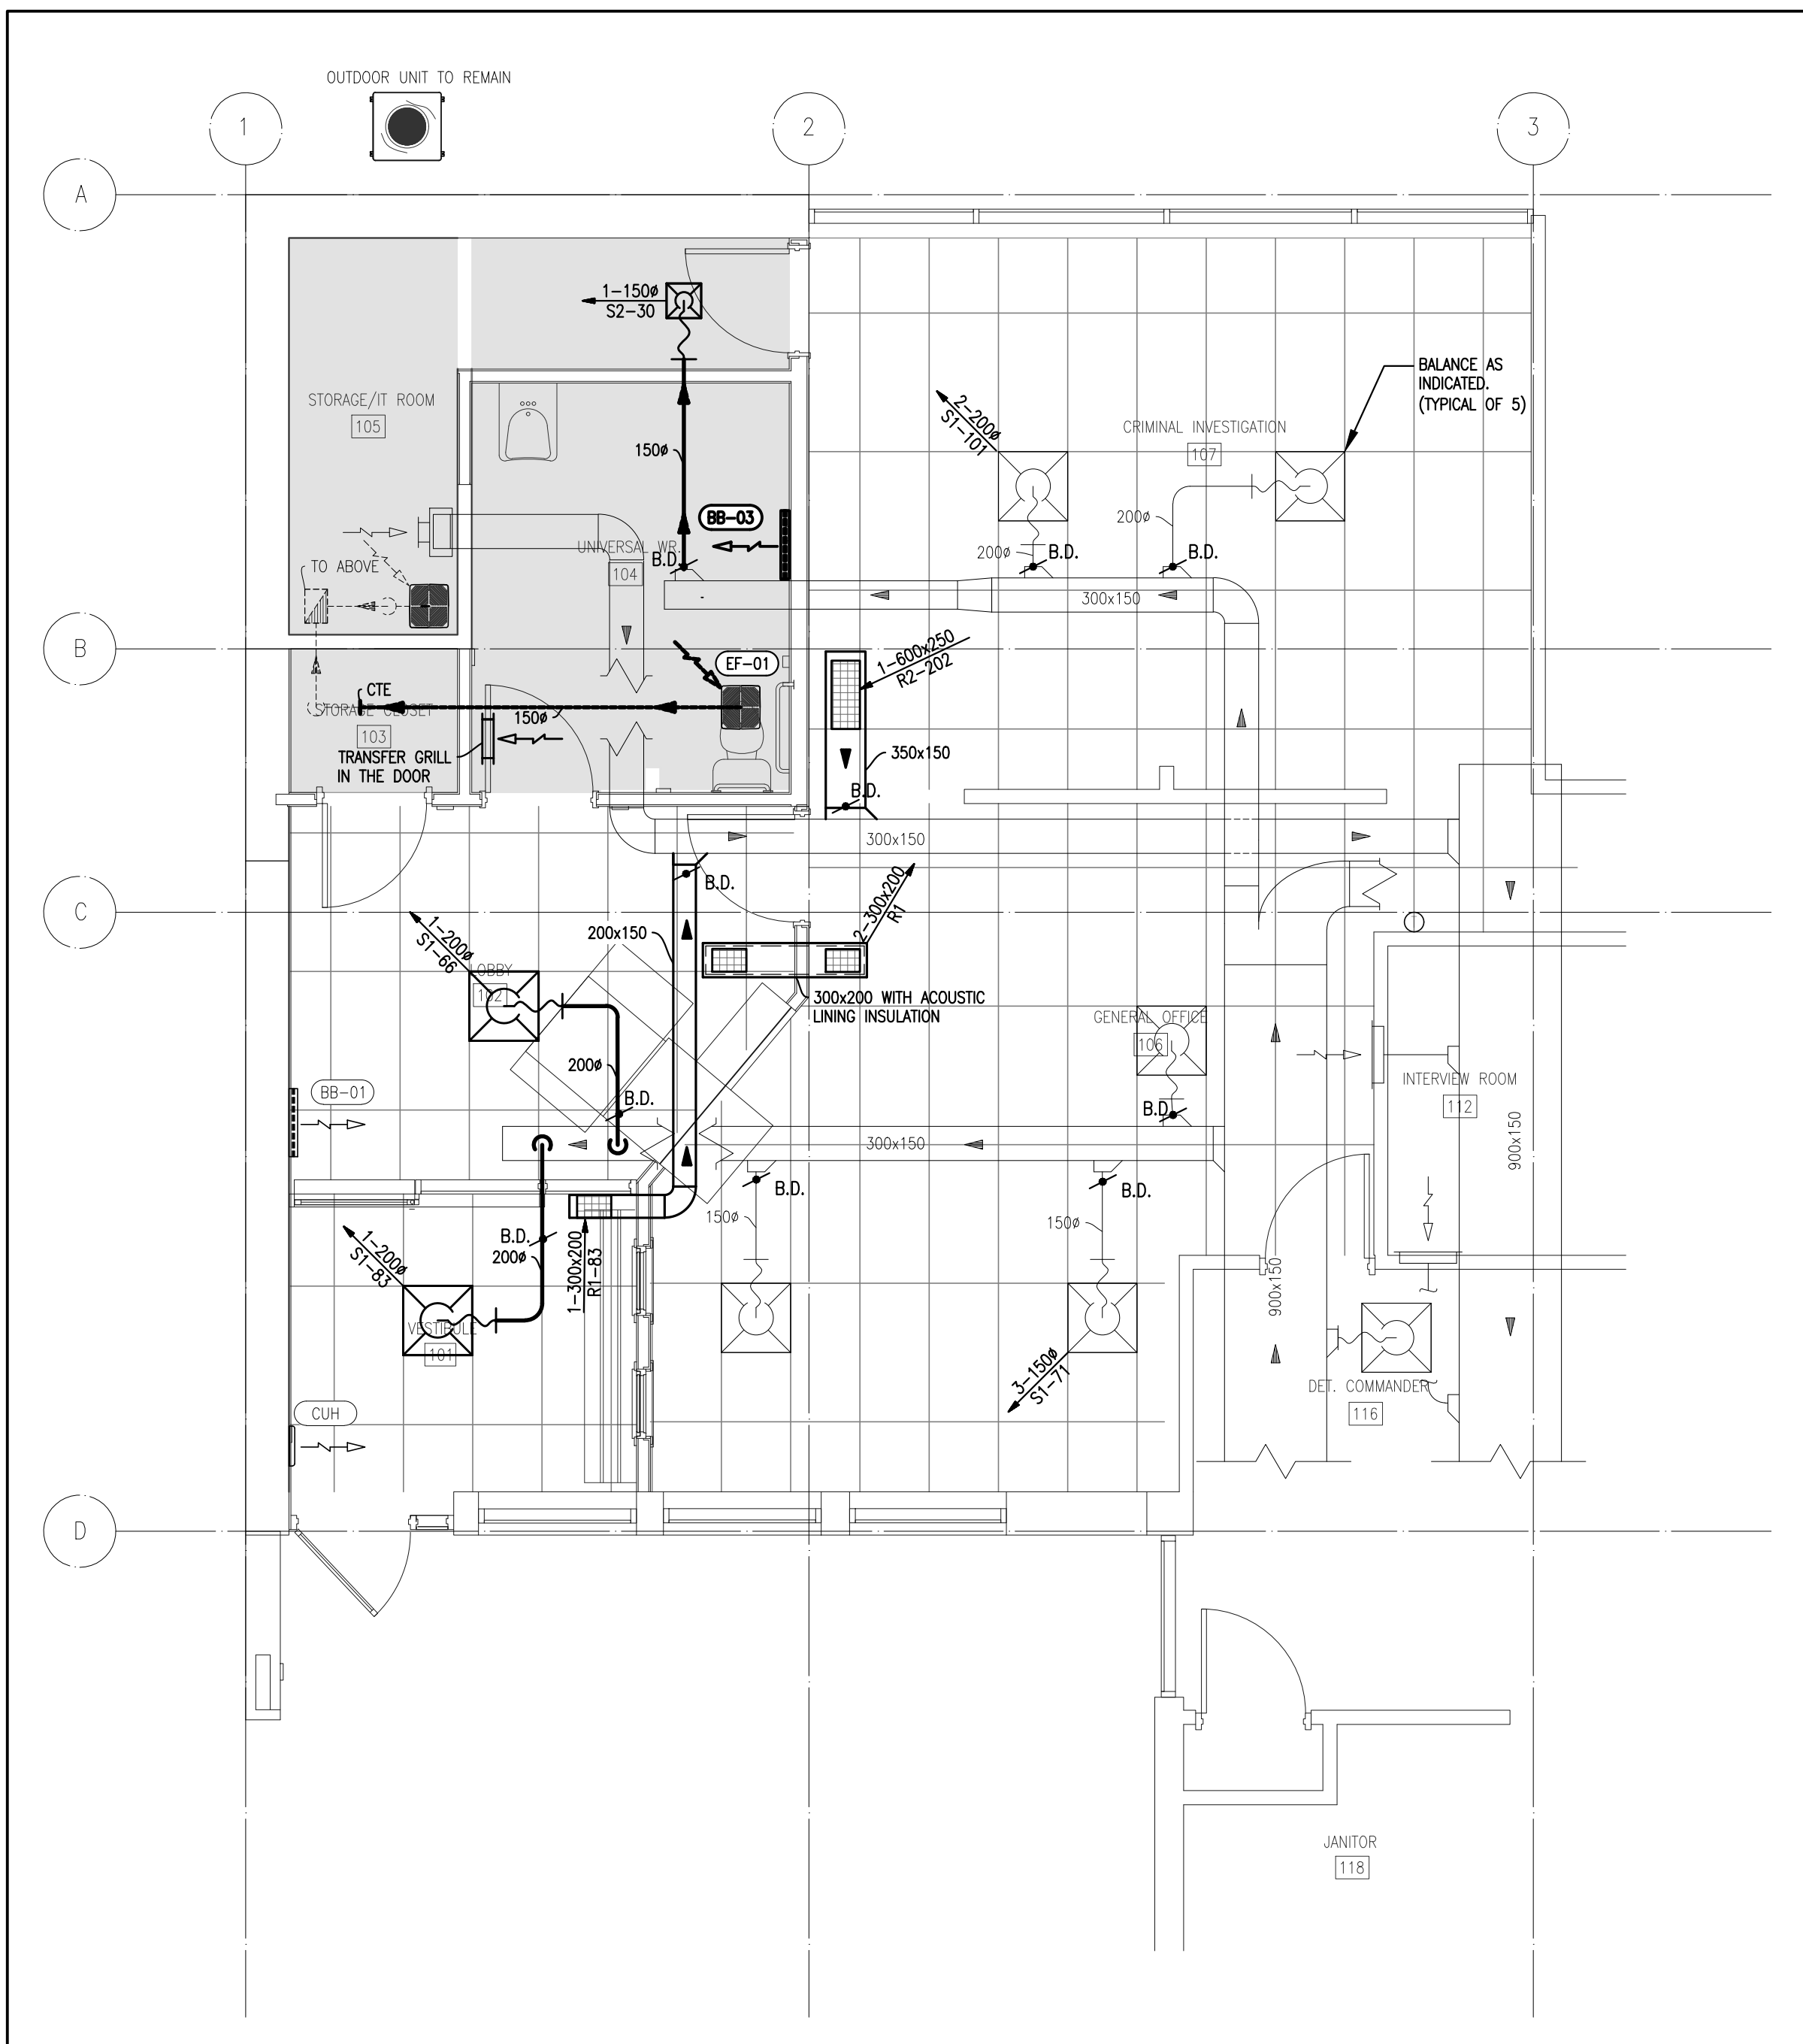 OUTDOOR UNIT TO REMAIN
1
2
3
A
1-150ø
S2-30
BALANCE AS
INDICATED.
(TYPICAL OF 5)
STORAGE/IT ROOM
105
2-200ø
S1-101
CRIMINAL INVESTIGATION
107
150ø
BB-03
200ø
UNIVERSAL WR.
104
B.D.
200ø
B.D.
B.D.
TO ABOVE
300x150
B
EF-01
1-600x250
R2-202
CTE
STORAGE CLOSET
103
150ø
TRANSFER GRILL
IN THE DOOR
350x150
B.D.
300x150
B.D.
C
2-300x200
R1
200x150
1-200ø
S1-66
LOBBY
102
300x200 WITH ACOUSTIC
LINING INSULATION
GENERAL OFFICE
106
200ø
BB-01
B.D.
B.D.
INTERVIEW ROOM
112
300x150
900x150
B.D.
B.D.
150ø
150ø
1-200ø
S1-83
B.D.
200ø
1-300x200
R1-83
900x150
VESTIBULE
101
3-150ø
S1-71
DET. COMMANDER
116
CUH
D
JANITOR
118